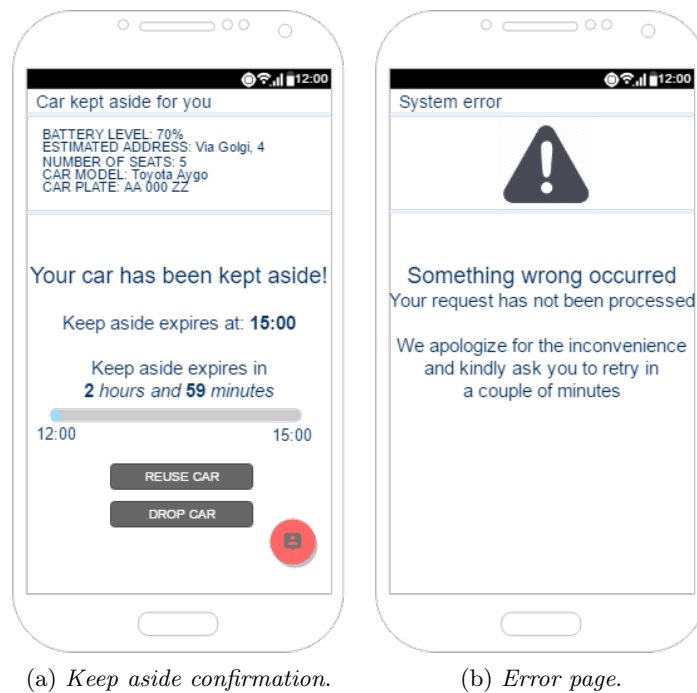 12:00
Car kept aside for you
BATTERY LEVEL: 70%
ESTIMATED ADDRESS: Via Golgi, 4
NUMBER OF SEATS: 5
CAR MODEL: Toyota Aygo
CAR PLATE: AA 000 ZZ
Your car has been kept aside!
Keep aside expires at: 15:00
Keep aside expires in
2 hours and 59 minutes
12:00 15:00
REUSE CAR
DROP CAR
(a) Keep aside confirmation.
12:00
System error
Something wrong occurred
Your request has not been processed
We apologize for the inconvenience
and kindly ask you to retry in
a couple of minutes
(b) Error page.